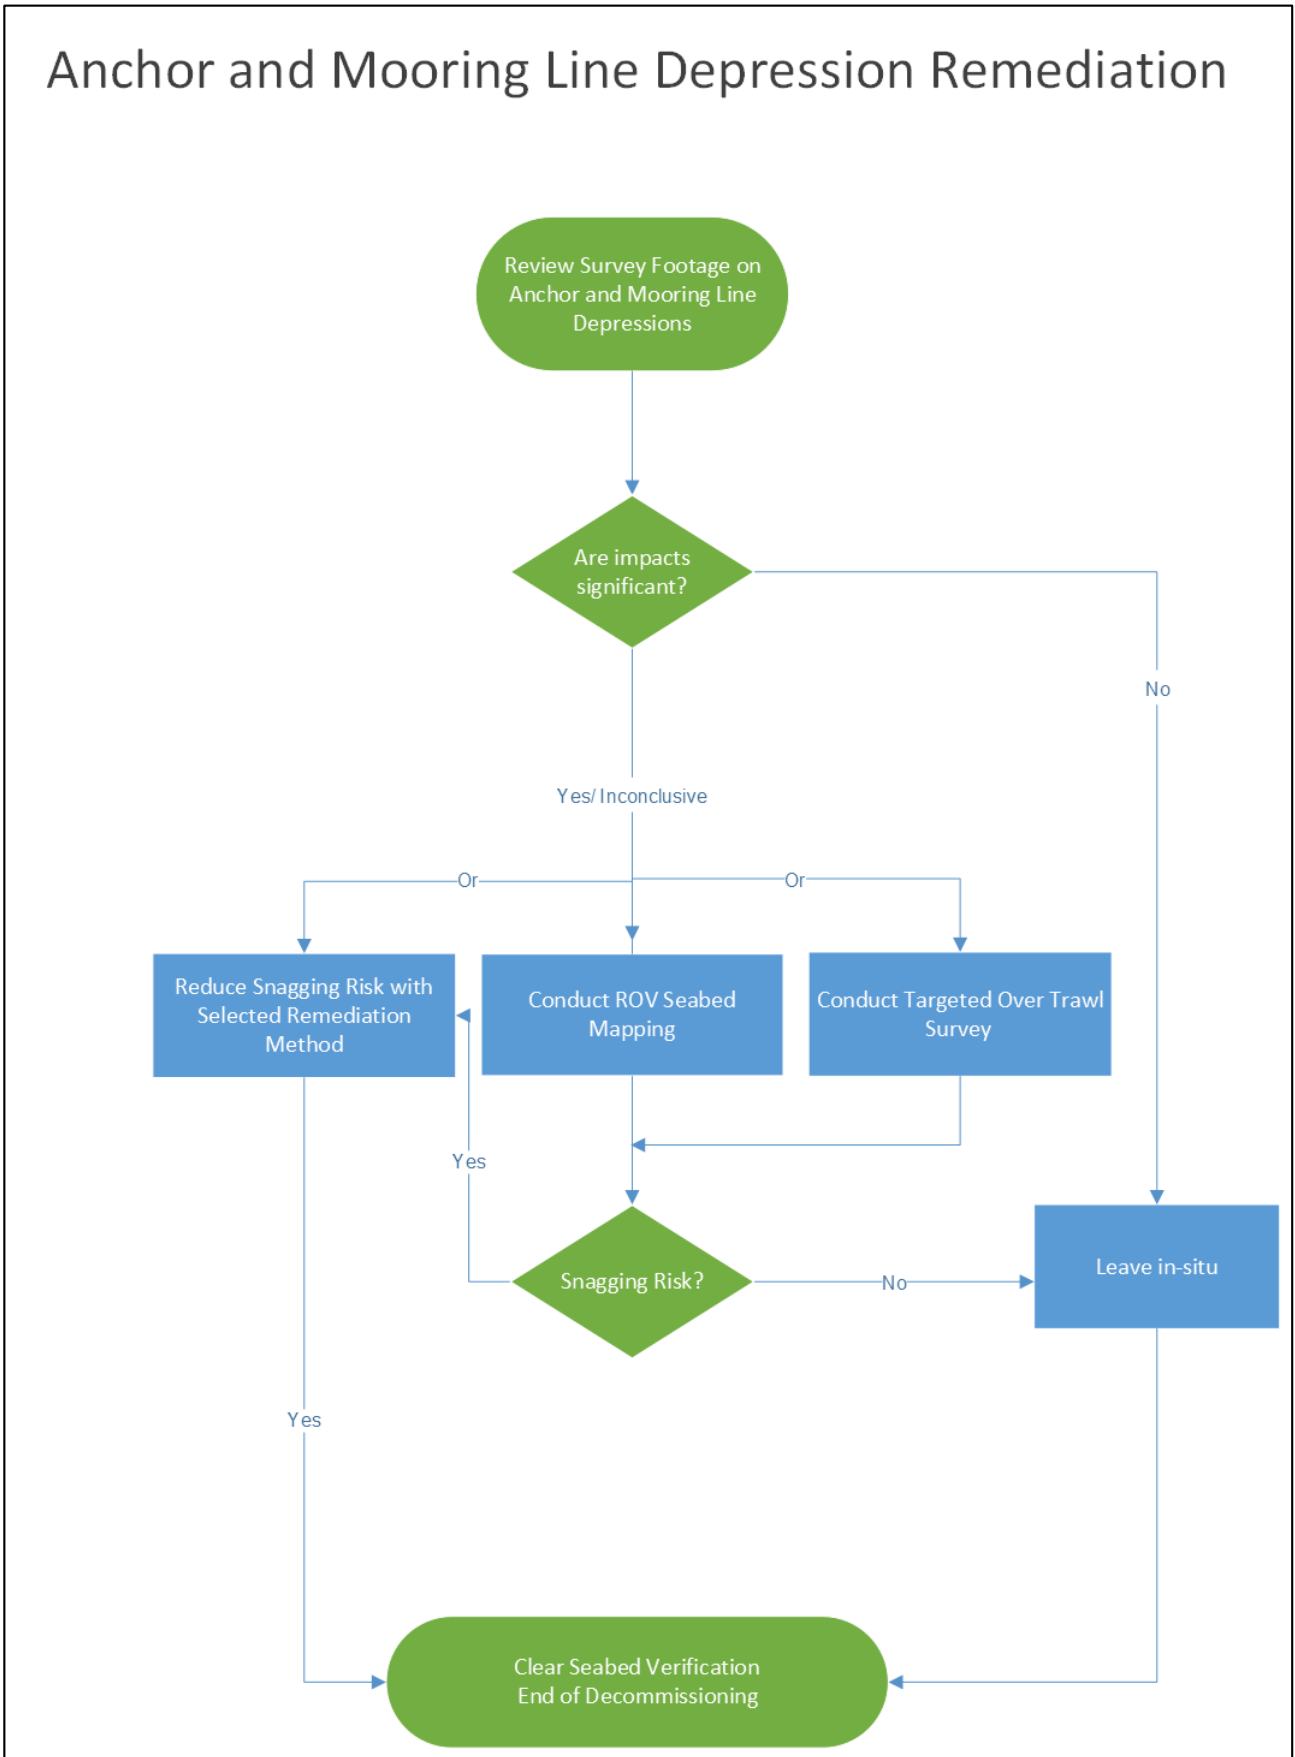 Anchor and Mooring Line Depression Remediation
Review Survey Footage on
Anchor and Mooring Line
Depressions
Are impacts
significant?
No
Yes/ Inconclusive
Or
Or
Reduce Snagging Risk with
Selected Remediation
Method
Conduct ROV Seabed
Mapping
Conduct Targeted Over Trawl
Survey
Yes
Snagging Risk?
No
Leave in-situ
Yes
Clear Seabed Verification
End of Decommissioning